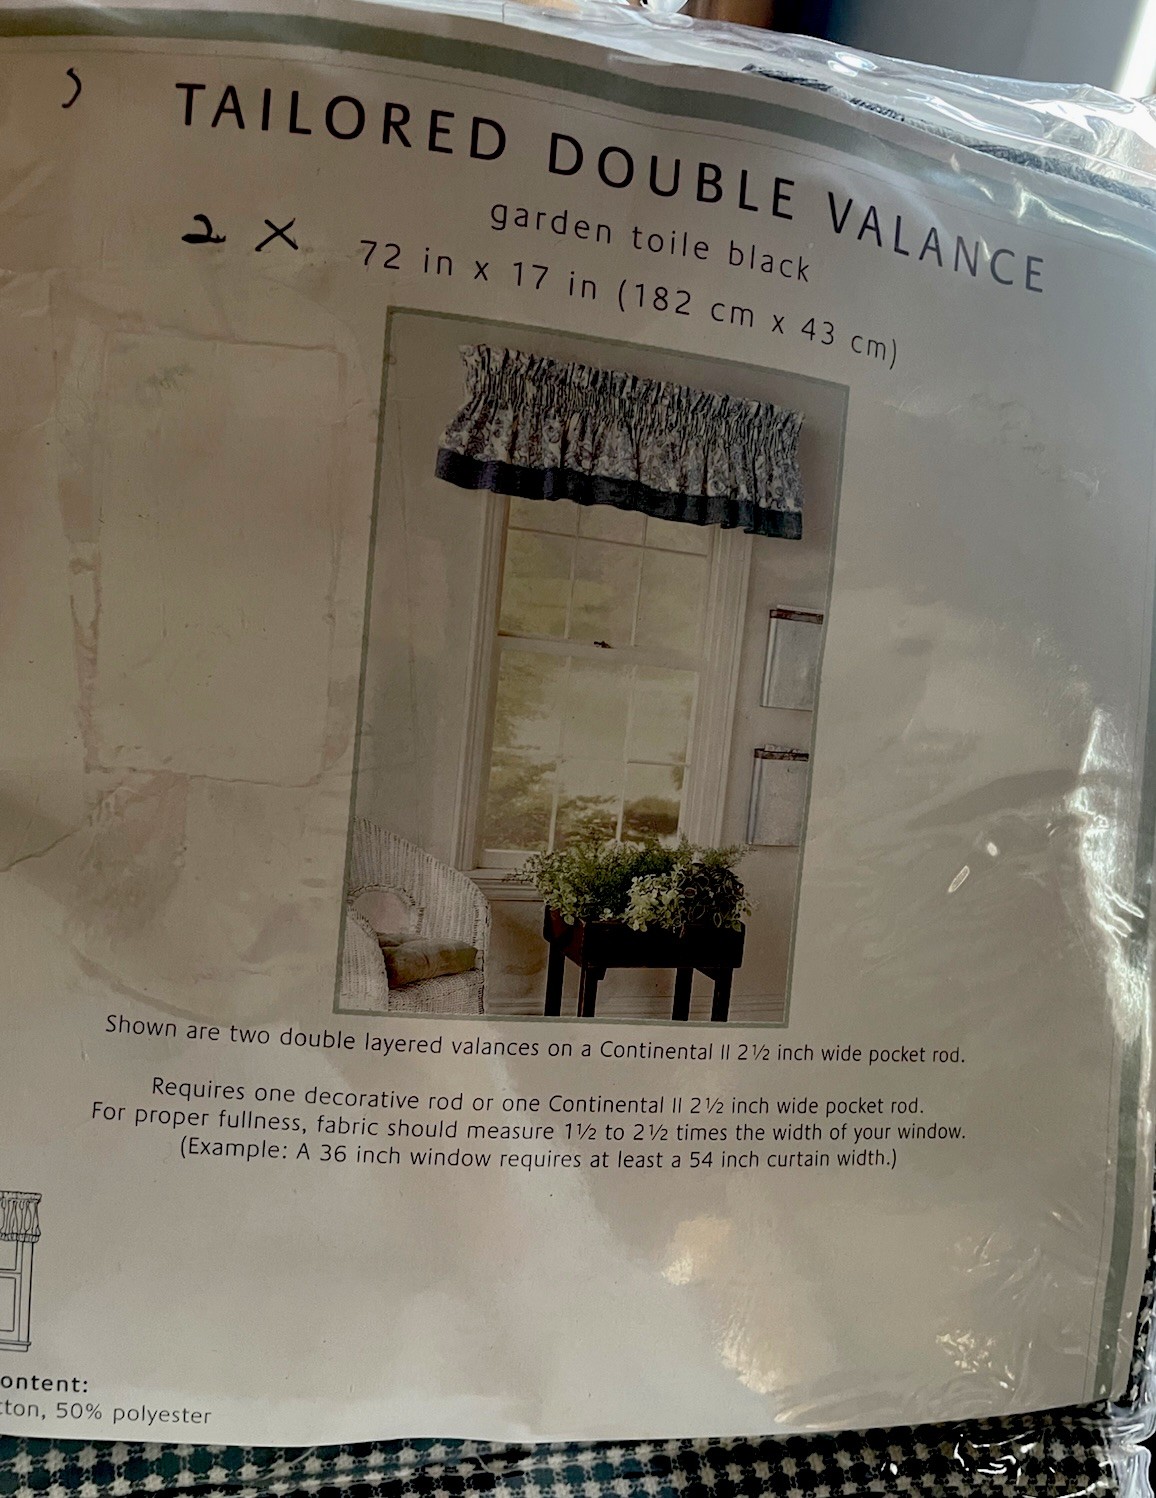 TAILORED DOUBLE VALANCE
garden toile black
2 X 72 in x 17 in (182 cm x 43 cm)
Shown are two double layered valances on a Continental II 2½ inch wide pocket rod.
Requires one decorative rod or one Continental II 2½ inch wide pocket rod.
For proper fullness, fabric should measure 1½ to 2½ times the width of your window.
(Example: A 36 inch window requires at least a 54 inch curtain width.)
ontent:
tton, 50% polyester